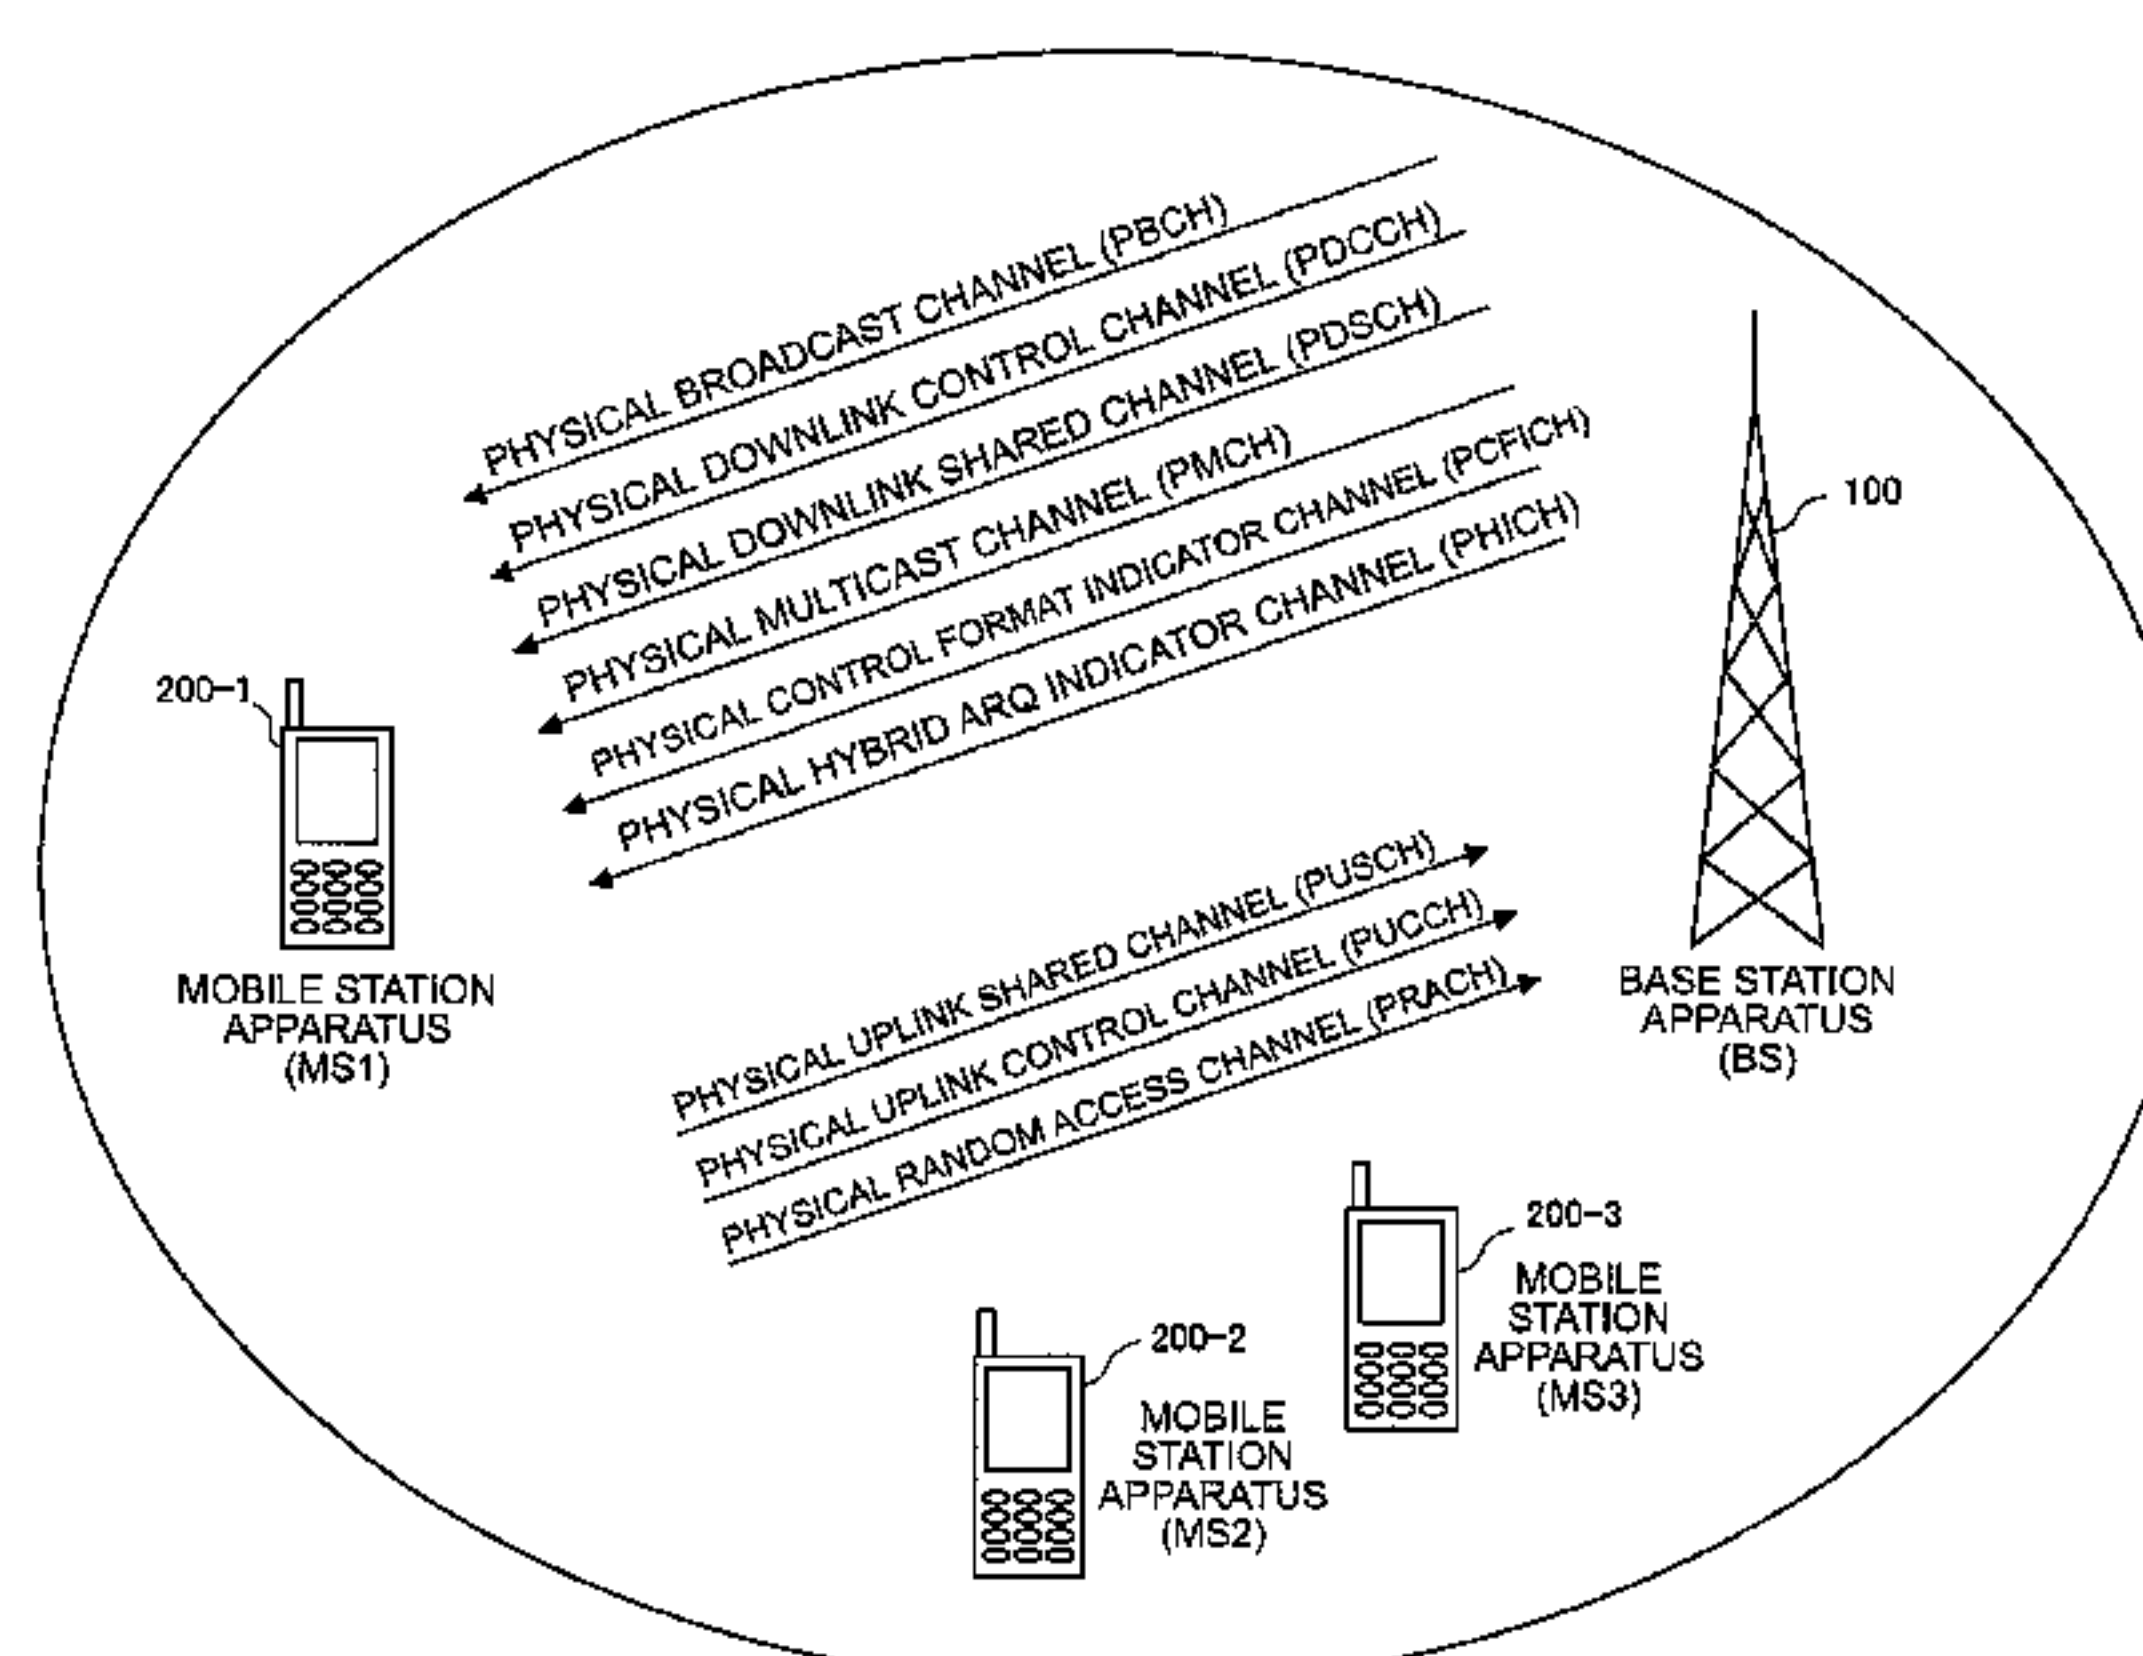 PHYSICAL BROADCAST CHANNEL (PBCH)
PHYSICAL DOWNLINK CONTROL CHANNEL (PDCCH)
PHYSICAL DOWNLINK SHARED CHANNEL (PDSCH)
PHYSICAL MULTICAST CHANNEL (PMCH)
PHYSICAL CONTROL FORMAT INDICATOR CHANNEL (PCFICH)
PHYSICAL HYBRID ARQ INDICATOR CHANNEL (PHICH)
100
200-1
MOBILE STATION
APPARATUS
(MS1)
PHYSICAL UPLINK SHARED CHANNEL (PUSCH)
PHYSICAL UPLINK CONTROL CHANNEL (PUCCH)
PHYSICAL RANDOM ACCESS CHANNEL (PRACH)
BASE STATION
APPARATUS
(BS)
200-3
MOBILE
STATION
APPARATUS
(MS3)
200-2
MOBILE
STATION
APPARATUS
(MS2)